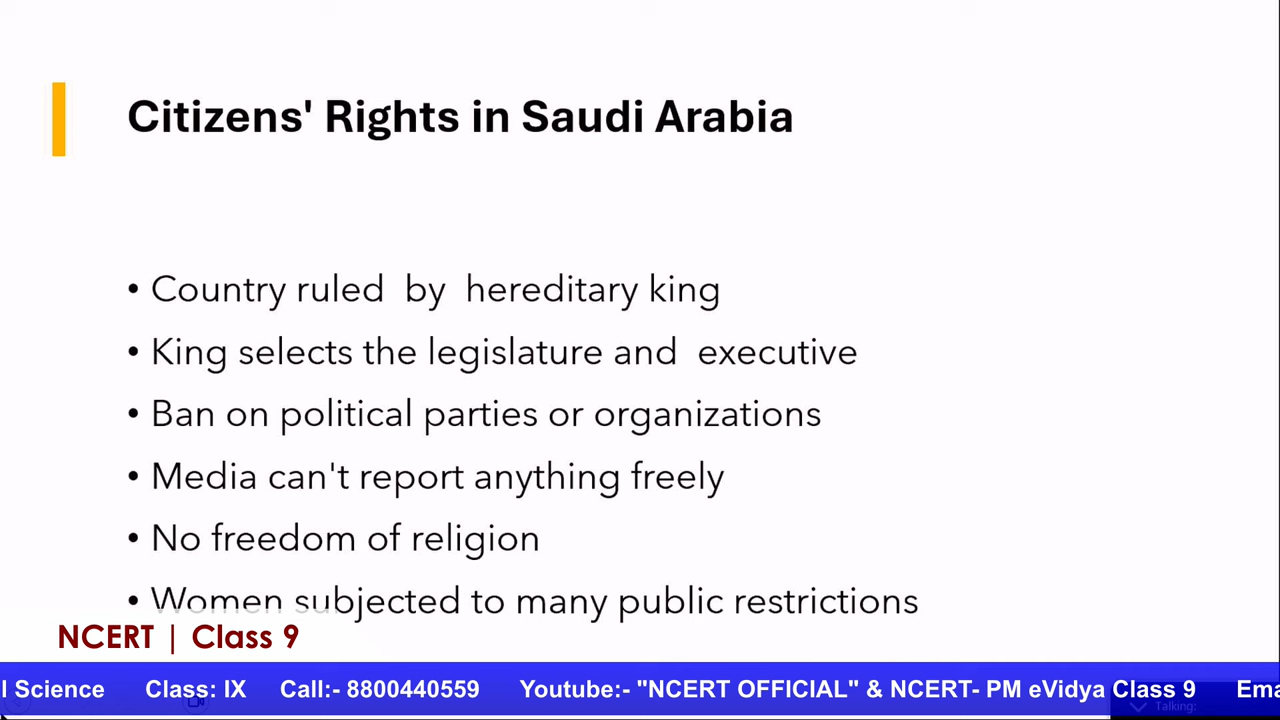 Citizens' Rights in Saudi Arabia
• Country ruled by hereditary king
• King selects the legislature and executive
• Ban on political parties or organizations
• Media can't report anything freely
• No freedom of religion
• Women subjected to many public restrictions
NCERT | Class 9
l Science Class: IX Call:- 8800440559 Youtube:- "NCERT OFFICIAL" & NCERT- PM eVidya Class 9 Ema
Talking: